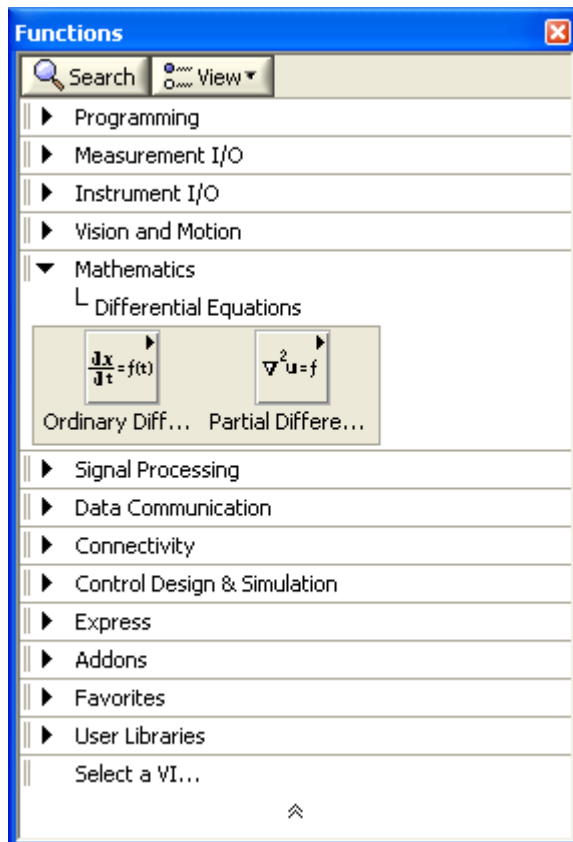 Functions
Search View
Programming
Measurement I/O
Instrument I/O
Vision and Motion
Mathematics
Differential Equations
dx/dt = f(t) ∇²u = f
Ordinary Diff... Partial Differe...
Signal Processing
Data Communication
Connectivity
Control Design & Simulation
Express
Addons
Favorites
User Libraries
Select a VI...